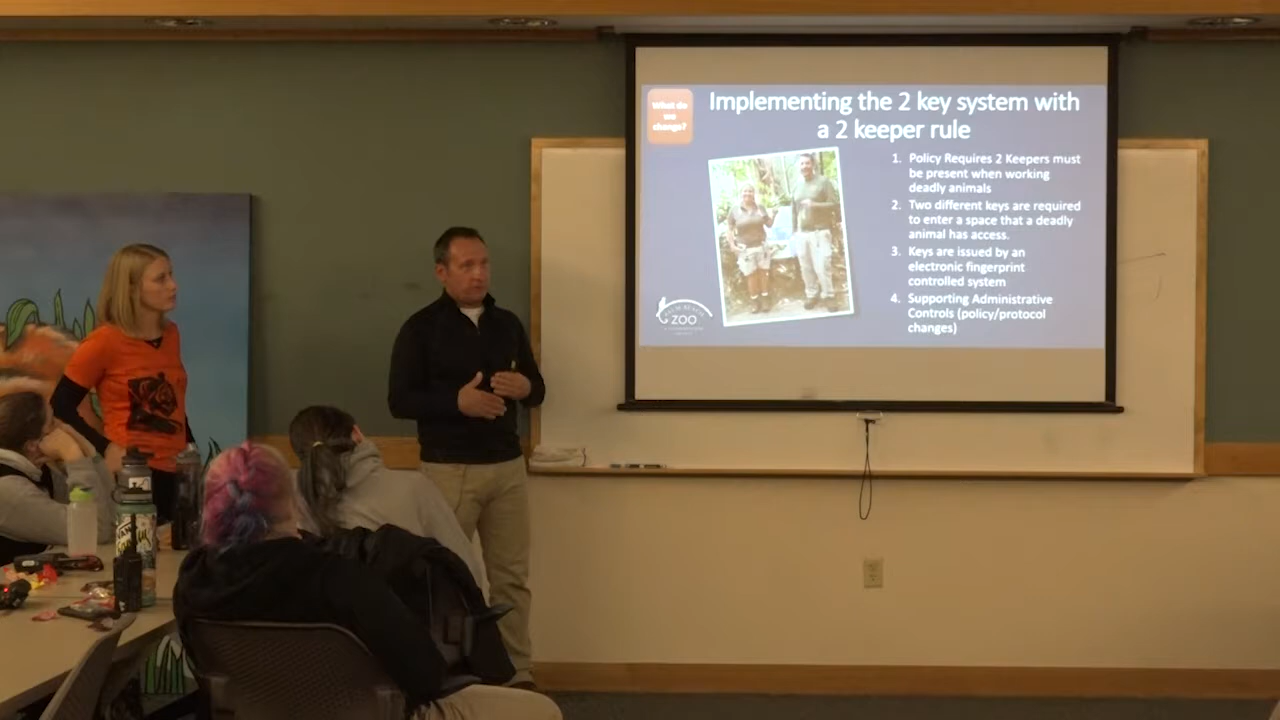 What do
we
change?
Implementing the 2 key system with
a 2 keeper rule
1. Policy Requires 2 Keepers must
be present when working
deadly animals
2. Two different keys are required
to enter a space that a deadly
animal has access.
3. Keys are issued by an
electronic fingerprint
controlled system
4. Supporting Administrative
Controls (policy/protocol
changes)
PALM BEACH
ZOO